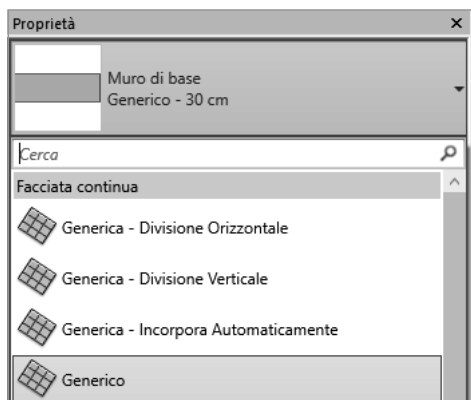 Proprietà
Muro di base
Generico - 30 cm
Cerca
Facciata continua
Generica - Divisione Orizzontale
Generica - Divisione Verticale
Generica - Incorpora Automaticamente
Generico